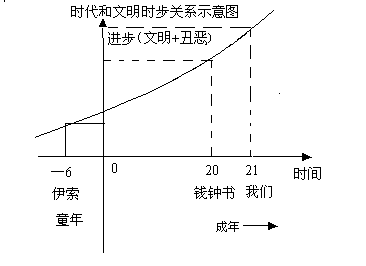 时代和文明时步关系示意图
进步(文明+丑恶)
—6 0 20 21 时间
伊索 钱钟书 我们
童年 成年